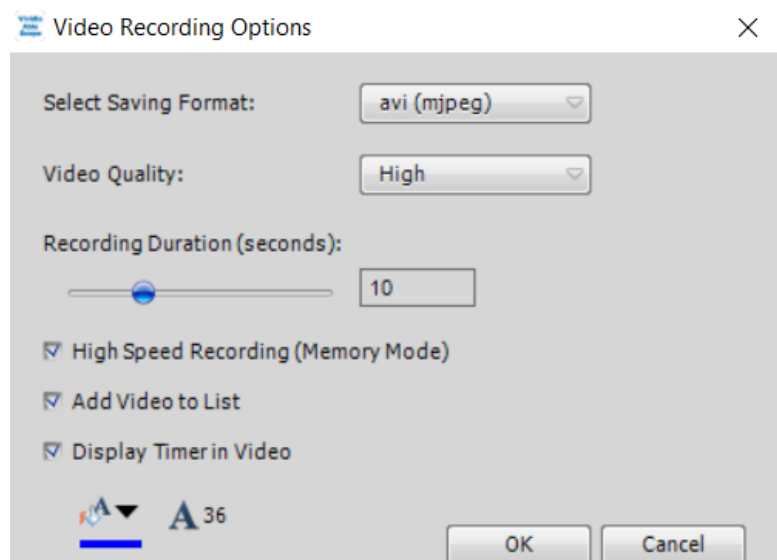 Video Recording Options
Select Saving Format: avi (mjpeg)
Video Quality: High
Recording Duration (seconds):
10
High Speed Recording (Memory Mode)
Add Video to List
Display Timer in Video
A A 36
OK Cancel